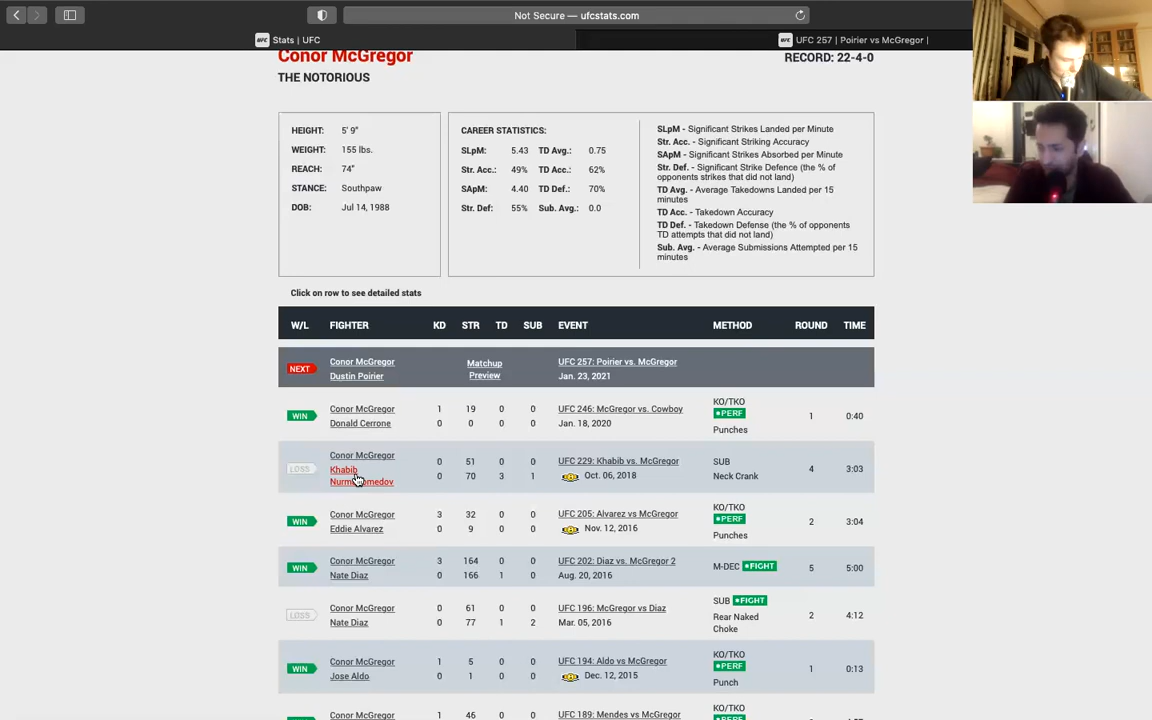 Not Secure — ufcstats.com
Stats | UFC
UFC 257 | Poirier vs McGregor |
Conor McGregor
RECORD: 22-4-0
THE NOTORIOUS
HEIGHT: 5' 9"
WEIGHT: 155 lbs.
REACH: 74"
STANCE: Southpaw
DOB: Jul 14, 1988
CAREER STATISTICS:
SLpM: 5.43 TD Avg.: 0.75
Str. Acc.: 49% TD Acc.: 62%
SApM: 4.40 TD Def.: 70%
Str. Def: 55% Sub. Avg.: 0.0
SLpM - Significant Strikes Landed per Minute
Str. Acc. - Significant Striking Accuracy
SApM - Significant Strikes Absorbed per Minute
Str. Def. - Significant Strike Defence (the % of
opponents strikes that did not land)
TD Avg. - Average Takedowns Landed per 15
minutes
TD Acc. - Takedown Accuracy
TD Def. - Takedown Defense (the % of opponents
TD attempts that did not land)
Sub. Avg. - Average Submissions Attempted per 15
minutes
Click on row to see detailed stats
W/L FIGHTER KD STR TD SUB EVENT METHOD ROUND TIME
NEXT
Conor McGregor Matchup UFC 257: Poirier vs. McGregor
Dustin Poirier Preview Jan. 23, 2021
WIN
Conor McGregor 1 19 0 0 UFC 246: McGregor vs. Cowboy KO/TKO PERF 1 0:40
Donald Cerrone 0 0 0 0 Jan. 18, 2020 Punches
LOSS
Conor McGregor 0 51 0 0 UFC 229: Khabib vs. McGregor SUB 4 3:03
Khabib 0 70 3 1 Oct. 06, 2018 Neck Crank
WIN
Conor McGregor 3 32 0 0 UFC 205: Alvarez vs McGregor KO/TKO PERF 2 3:04
Eddie Alvarez 0 9 0 0 Nov. 12, 2016 Punches
WIN
Conor McGregor 3 164 0 0 UFC 202: Diaz vs. McGregor 2 M-DEC FIGHT 5 5:00
Nate Diaz 0 166 1 0 Aug. 20, 2016
LOSS
Conor McGregor 0 61 0 0 UFC 196: McGregor vs Diaz SUB FIGHT 2 4:12
Nate Diaz 0 77 1 2 Mar. 05, 2016 Rear Naked
Choke
WIN
Conor McGregor 1 5 0 0 UFC 194: Aldo vs McGregor KO/TKO PERF 1 0:13
Jose Aldo 0 1 0 0 Dec. 12, 2015 Punch
Conor McGregor 1 46 0 0 UFC 189: Mendes vs McGregor KO/TKO